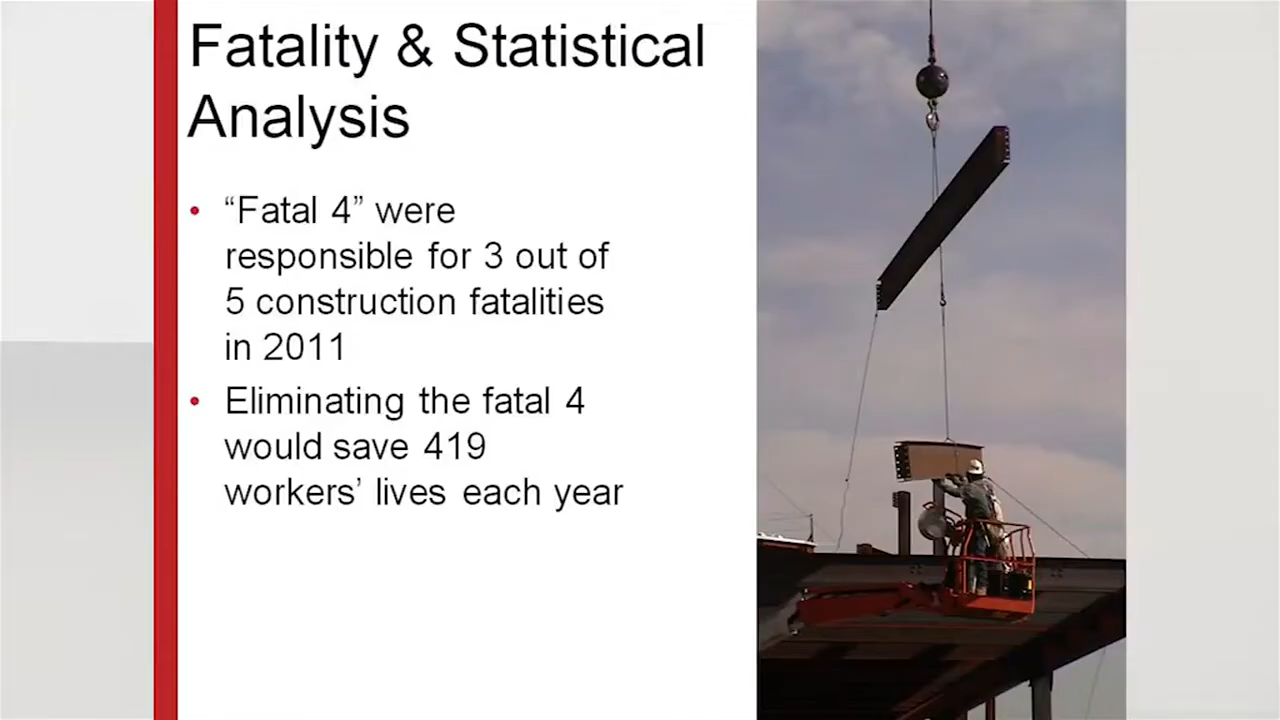 Fatality & Statistical
Analysis
• “Fatal 4” were
responsible for 3 out of
5 construction fatalities
in 2011
• Eliminating the fatal 4
would save 419
workers’ lives each year